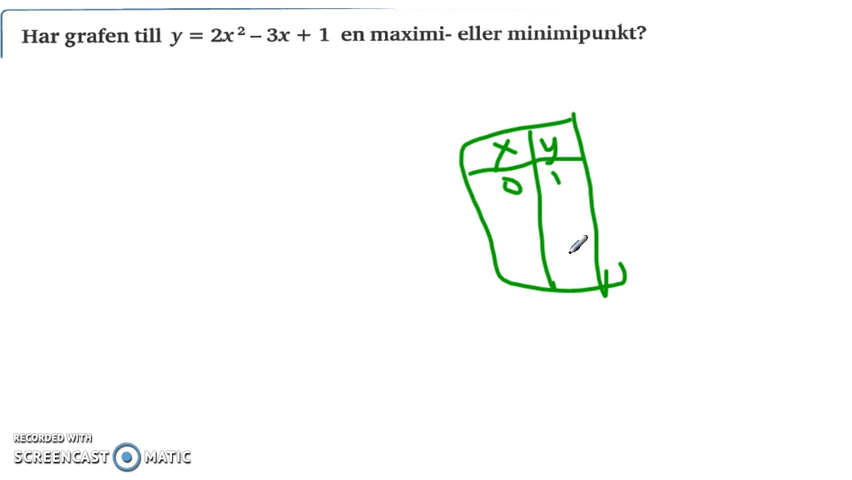 Har grafen till y = 2x² – 3x + 1 en maximi- eller minimipunkt?
x y
0 1
RECORDED WITH
SCREENCAST MATIC